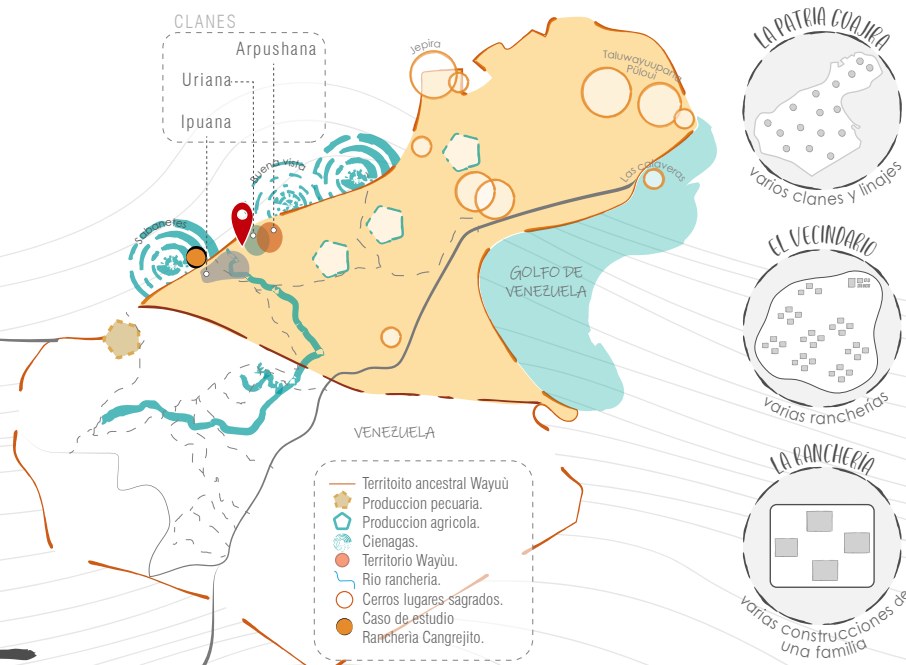 CLANES
Arpushana
Uriana
Ipuana
Jepira
Taluwayuupana
Püloui
Las calaveras
Buena vista
Sabanetes
GOLFO DE
VENEZUELA
VENEZUELA
Territoito ancestral Wayuù
Produccion pecuaria.
Produccion agricola.
Cienagas.
Territorio Wayùu.
Rio rancheria.
Cerros lugares sagrados.
Caso de estudio
Rancheria Cangrejito.
LA PATRIA GUAJIRA
varios clanes y linajes
EL VECINDARIO
varias rancherias
LA RANCHERÍA
varias construcciones de
una familia